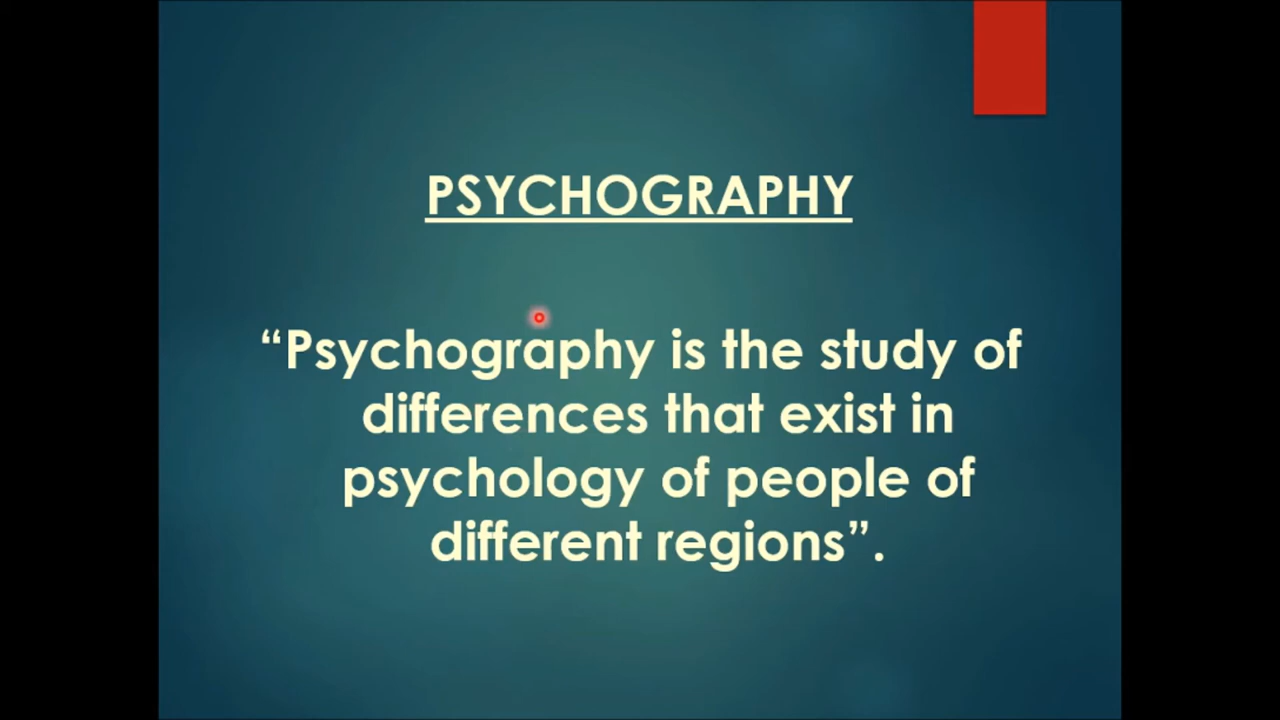 PSYCHOGRAPHY
“Psychography is the study of
differences that exist in
psychology of people of
different regions”.